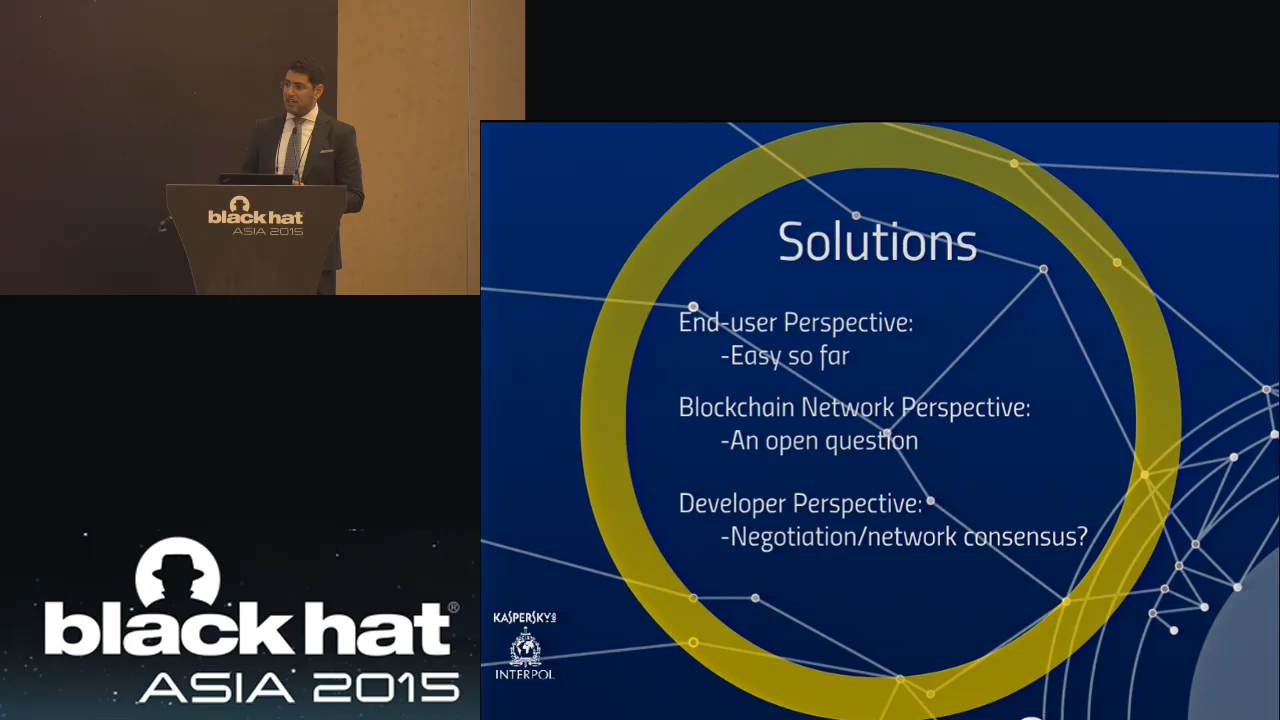 black hat
ASIA 2015
Solutions
End-user Perspective:
-Easy so far
Blockchain Network Perspective:
-An open question
Developer Perspective:
-Negotiation/network consensus?
KASPERSKY
INTERPOL
black hat®
ASIA 2015